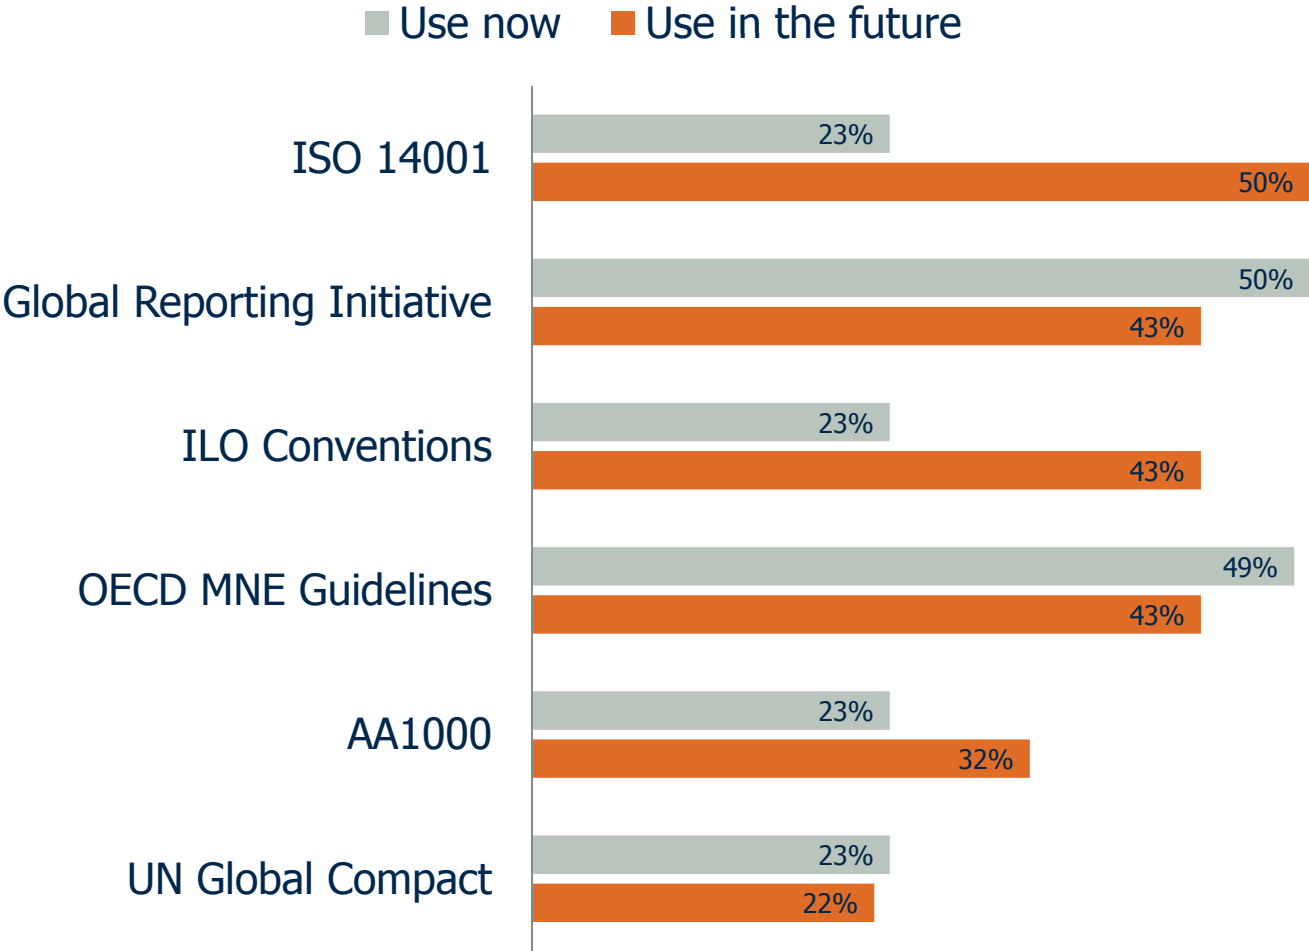 Use now Use in the future
ISO 14001
23%
50%
Global Reporting Initiative
50%
43%
ILO Conventions
23%
43%
OECD MNE Guidelines
49%
43%
AA1000
23%
32%
UN Global Compact
23%
22%